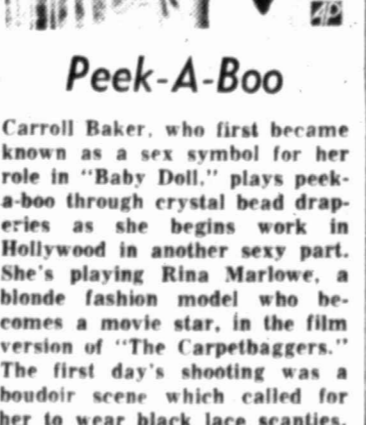 AP
Peek-A-Boo
Carroll Baker, who first became
known as a sex symbol for her
role in "Baby Doll," plays peek-
a-boo through crystal bead drap-
eries as she begins work in
Hollywood in another sexy part.
She's playing Rina Marlowe, a
blonde fashion model who be-
comes a movie star, in the film
version of "The Carpetbaggers."
The first day's shooting was a
boudoir scene which called for
her to wear black lace scanties.